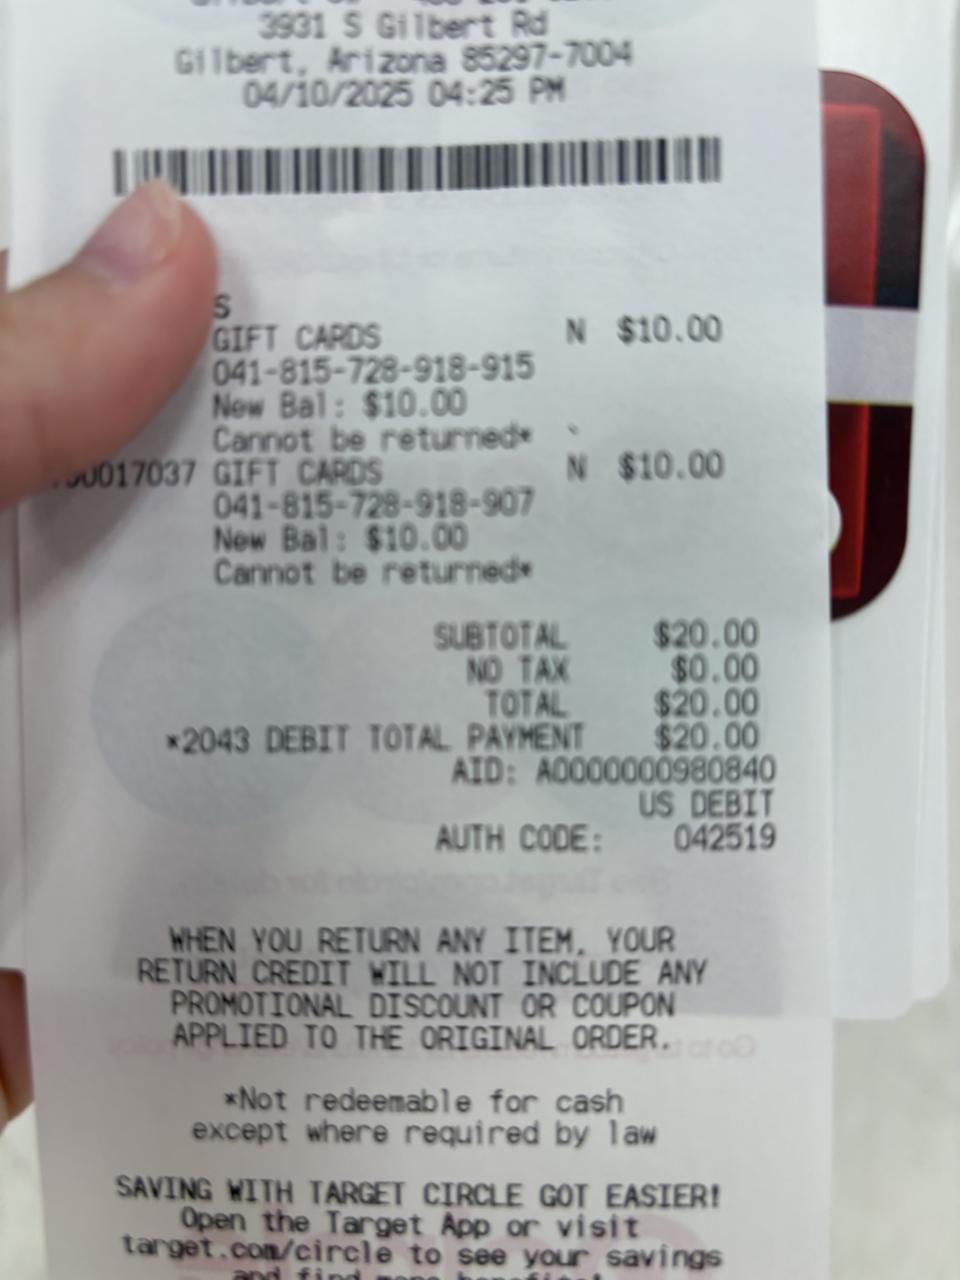 3931 S Gilbert Rd
Gilbert, Arizona 85297-7004
04/10/2025 04:25 PM
S
GIFT CARDS N $10.00
041-815-728-918-915
New Bal: $10.00
Cannot be returned*
0017037 GIFT CARDS N $10.00
041-815-728-918-907
New Bal: $10.00
Cannot be returned*
SUBTOTAL $20.00
NO TAX $0.00
TOTAL $20.00
*2043 DEBIT TOTAL PAYMENT $20.00
AID: A0000000980840
US DEBIT
AUTH CODE: 042519
WHEN YOU RETURN ANY ITEM, YOUR
RETURN CREDIT WILL NOT INCLUDE ANY
PROMOTIONAL DISCOUNT OR COUPON
APPLIED TO THE ORIGINAL ORDER.
*Not redeemable for cash
except where required by law
SAVING WITH TARGET CIRCLE GOT EASIER!
Open the Target App or visit
target.com/circle to see your savings
and find more benefits!